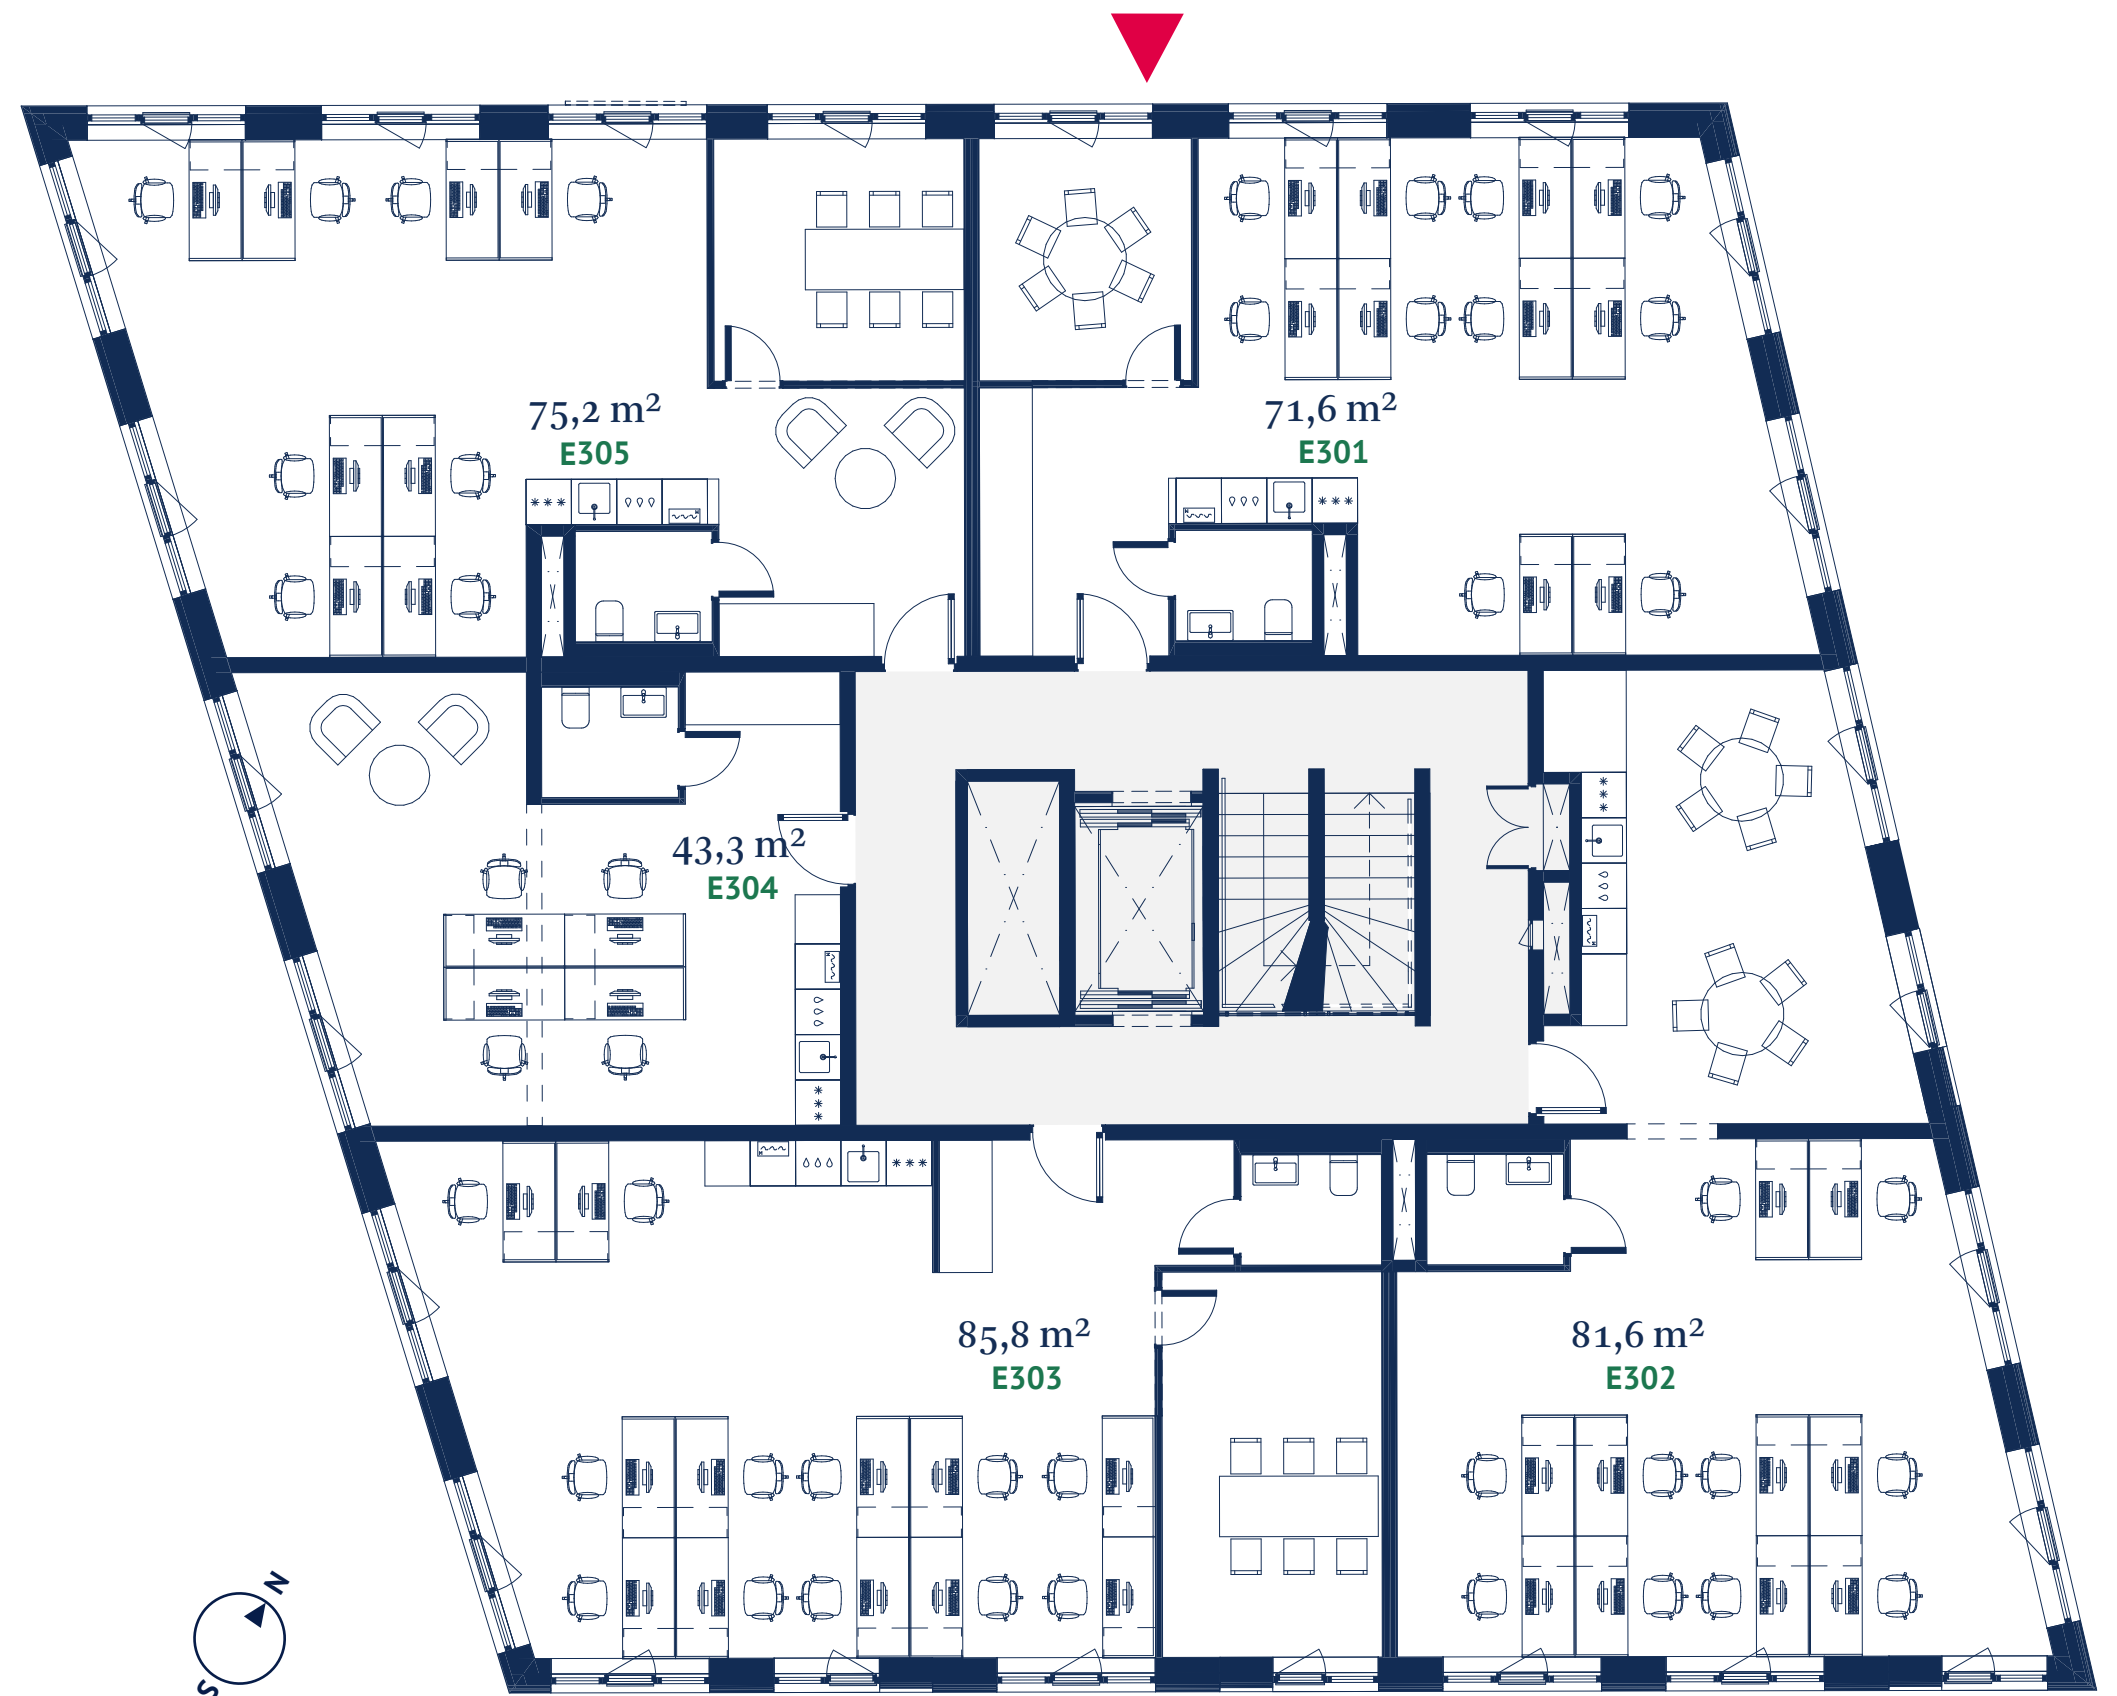 75,2 m²
E305
71,6 m²
E301
43,3 m²
E304
85,8 m²
E303
81,6 m²
E302
N
S